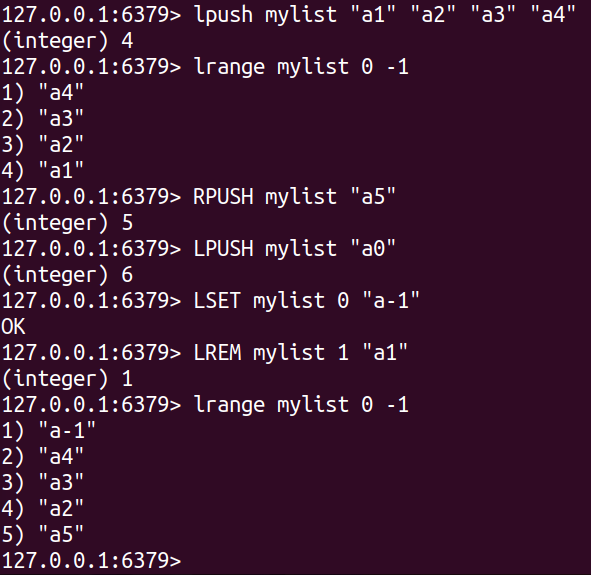 127.0.0.1:6379> lpush mylist "a1" "a2" "a3" "a4"
(integer) 4
127.0.0.1:6379> lrange mylist 0 -1
1) "a4"
2) "a3"
3) "a2"
4) "a1"
127.0.0.1:6379> RPUSH mylist "a5"
(integer) 5
127.0.0.1:6379> LPUSH mylist "a0"
(integer) 6
127.0.0.1:6379> LSET mylist 0 "a-1"
OK
127.0.0.1:6379> LREM mylist 1 "a1"
(integer) 1
127.0.0.1:6379> lrange mylist 0 -1
1) "a-1"
2) "a4"
3) "a3"
4) "a2"
5) "a5"
127.0.0.1:6379>